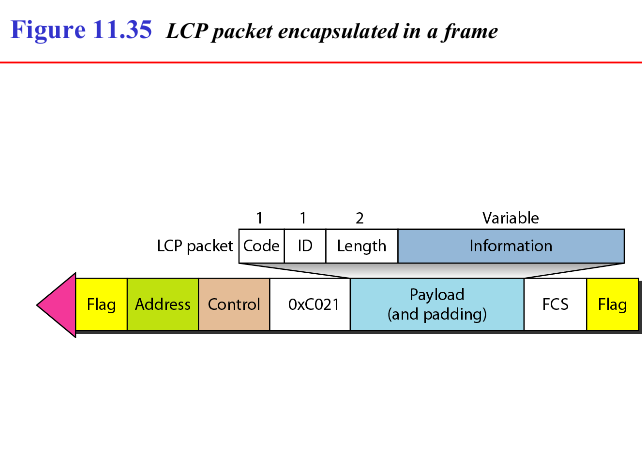 Figure 11.35 LCP packet encapsulated in a frame
1 1 2 Variable
LCP packet Code ID Length Information
Flag Address Control 0xC021 Payload (and padding) FCS Flag